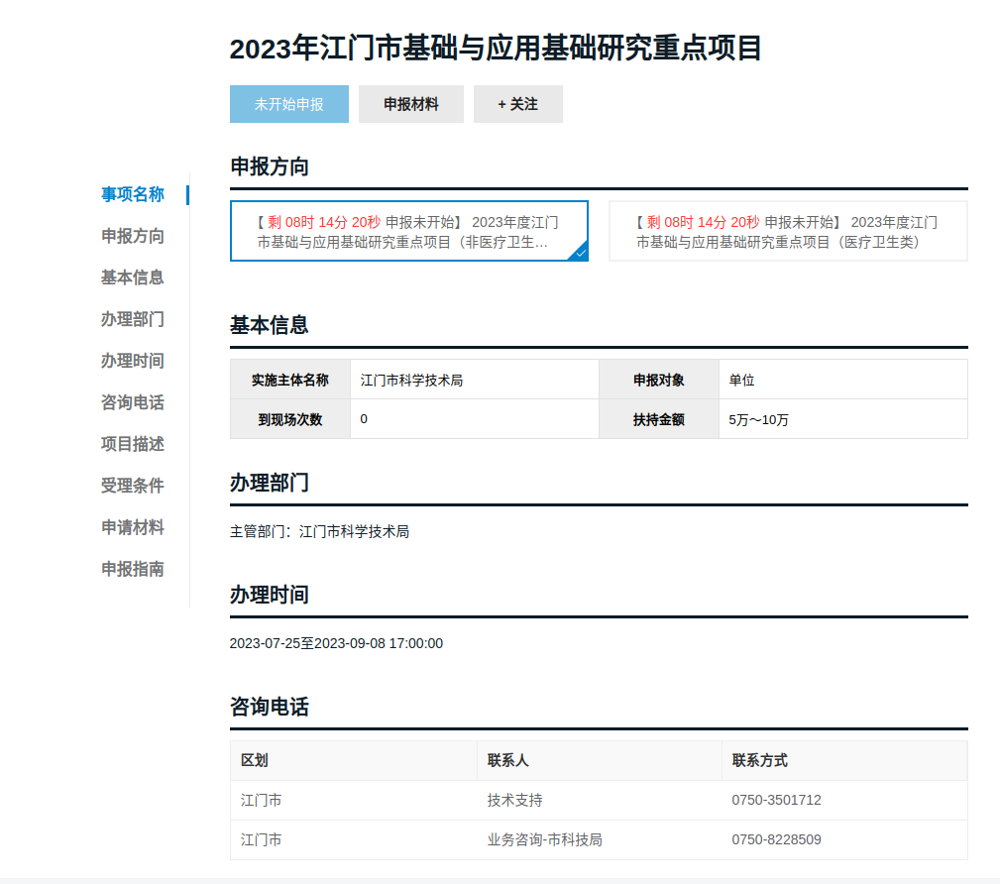 2023年江门市基础与应用基础研究重点项目
未开始申报
申报材料
+ 关注
事项名称
申报方向
基本信息
办理部门
办理时间
咨询电话
项目描述
受理条件
申请材料
申报指南
申报方向
【 剩 08时 14分 20秒 申报未开始】 2023年度江门
市基础与应用基础研究重点项目（非医疗卫生…
【 剩 08时 14分 20秒 申报未开始】 2023年度江门
市基础与应用基础研究重点项目（医疗卫生类）
基本信息
实施主体名称 江门市科学技术局 申报对象 单位
到现场次数 0 扶持金额 5万～10万
办理部门
主管部门：江门市科学技术局
办理时间
2023-07-25至2023-09-08 17:00:00
咨询电话
区划 联系人 联系方式
江门市 技术支持 0750-3501712
江门市 业务咨询-市科技局 0750-8228509